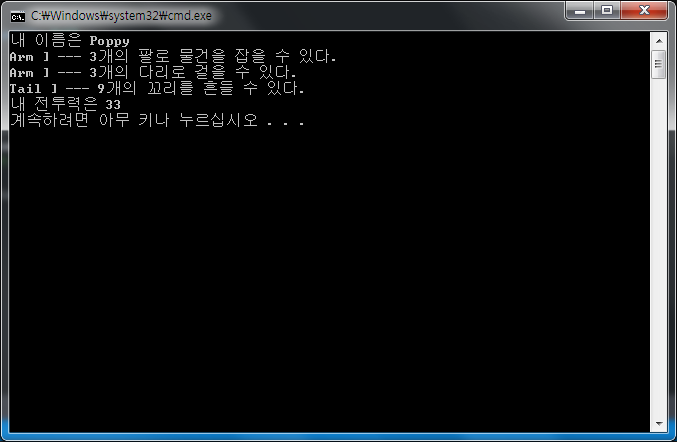 C:₩Windows₩system32₩cmd.exe
내 이름은 Poppy
Arm ] --- 3개의 팔로 물건을 잡을 수 있다.
Arm ] --- 3개의 다리로 걸을 수 있다.
Tail ] --- 9개의 꼬리를 흔들 수 있다.
내 전투력은 33
계속하려면 아무 키나 누르십시오 . . .